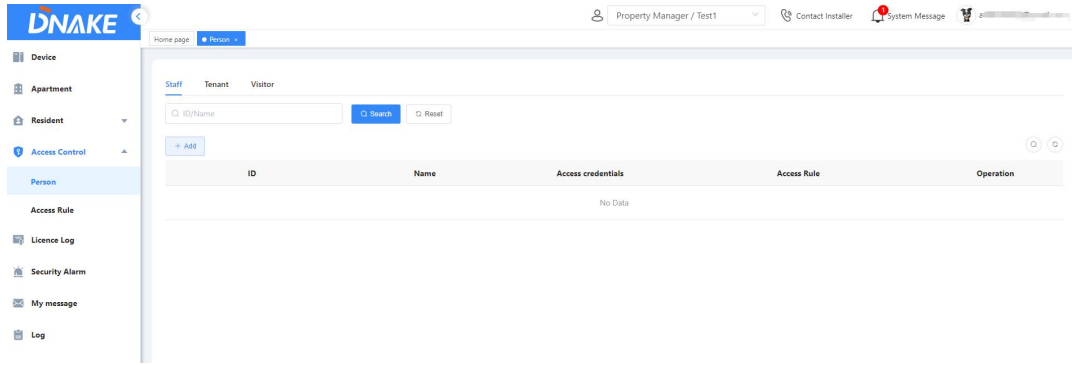 DNAKE
Property Manager / Test1
Contact Installer
1
System Message
Home page
Person ×
Device
Apartment
Resident
Access Control
Person
Access Rule
Licence Log
Security Alarm
My message
Log
Staff Tenant Visitor
ID/Name
Search
Reset
+ Add
ID Name Access credentials Access Rule Operation
No Data